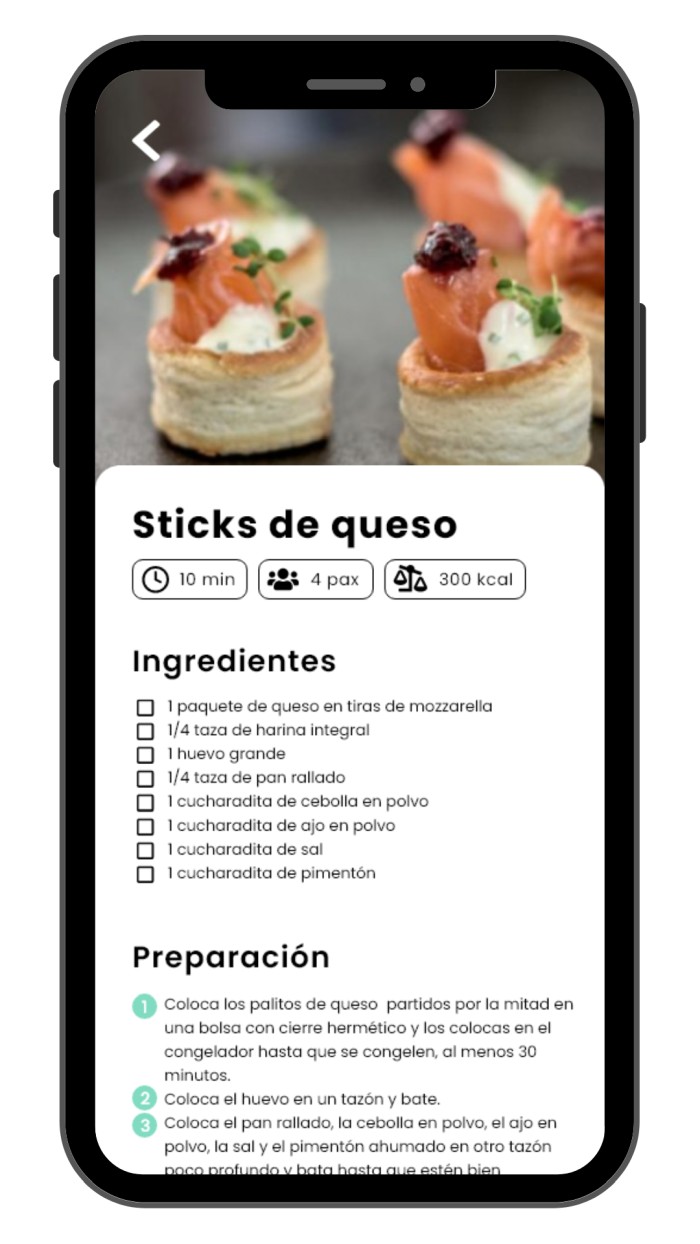 Sticks de queso
10 min
4 pax
300 kcal
Ingredientes
1 paquete de queso en tiras de mozzarella
1/4 taza de harina integral
1 huevo grande
1/4 taza de pan rallado
1 cucharadita de cebolla en polvo
1 cucharadita de ajo en polvo
1 cucharadita de sal
1 cucharadita de pimentón
Preparación
1 Coloca los palitos de queso  partidos por la mitad en
una bolsa con cierre hermético y los colocas en el
congelador hasta que se congelen, al menos 30
minutos.
2 Coloca el huevo en un tazón y bate.
3 Coloca el pan rallado, la cebolla en polvo, el ajo en
polvo, la sal y el pimentón ahumado en otro tazón
poco profundo y bata hasta que estén bien